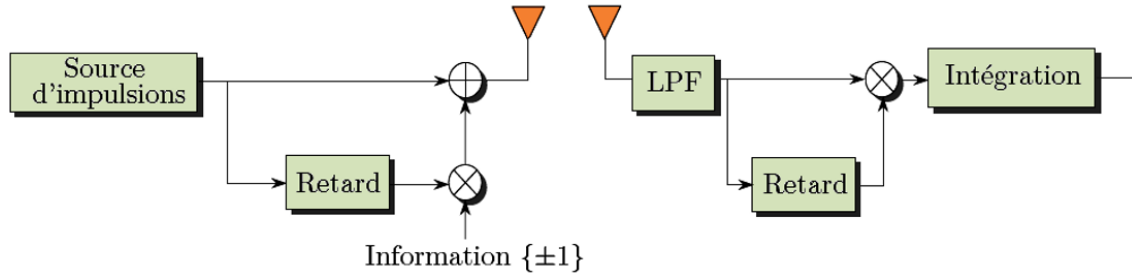 Source
d'impulsions
LPF
Intégration
Retard
Retard
Information {±1}